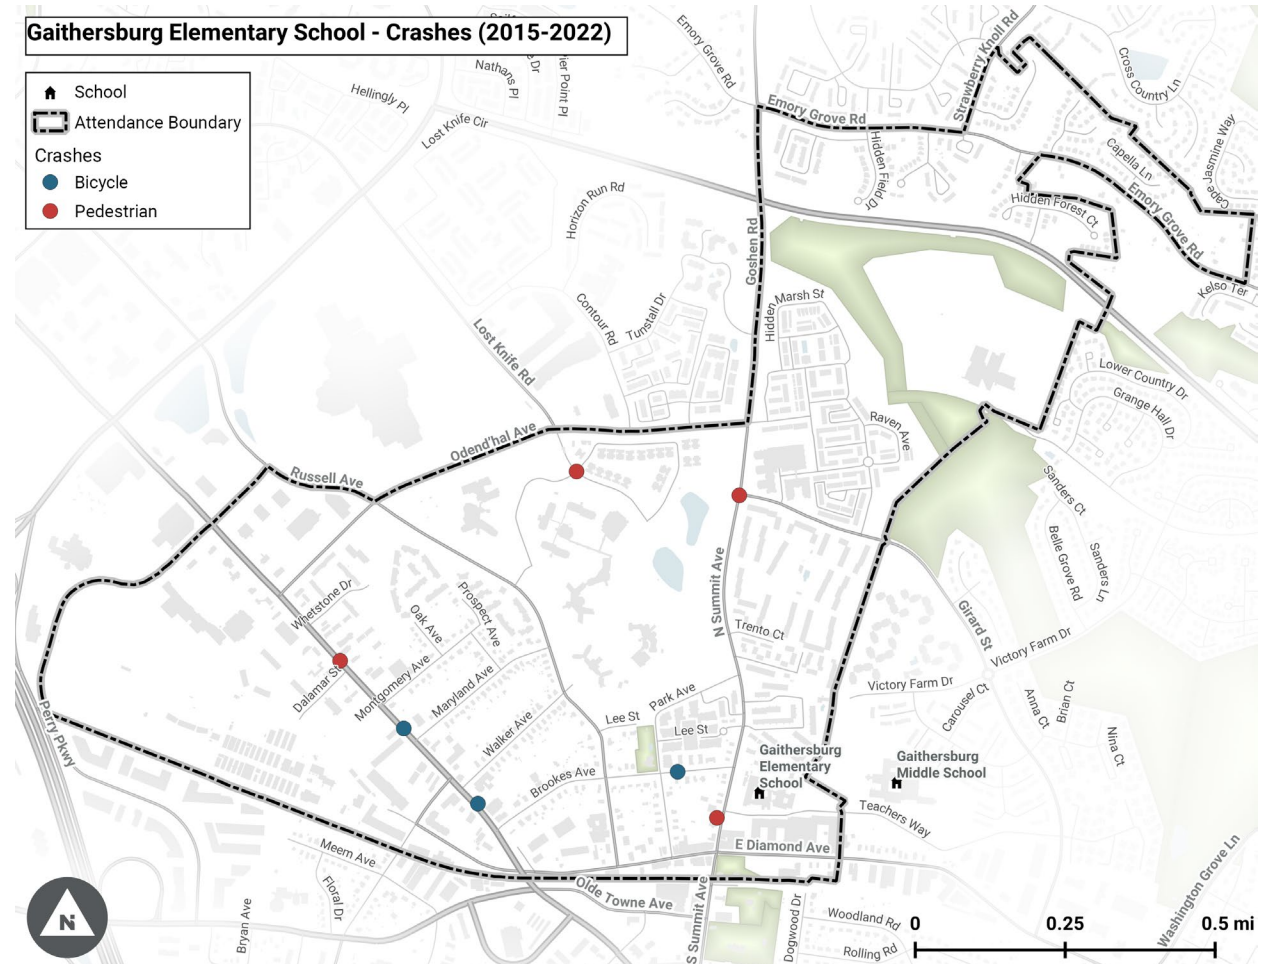 Gaithersburg Elementary School - Crashes (2015-2022)
School
Attendance Boundary
Crashes
Bicycle
Pedestrian
Nathans Pl
Hellingly Pl
Lost Knife Cir
Emory Grove Rd
Strawberry Knoll Rd
Cross Country Ln
Emory Grove Rd
Hidden Field Dr
Capella Ln
Cape Jasmine Way
Horizon Run Rd
Hidden Forest Ct
Emory Grove Rd
Goshen Rd
Kelso Ter
Contour Rd
Tunstall Dr
Hidden Marsh St
Lost Knife Rd
Lower Country Dr
Grange Hall Dr
Raven Ave
Odend'hal Ave
Russell Ave
Sanders Ct
Belle Grove Rd
Sanders Ln
N Summit Ave
Whetstone Dr
Oak Ave
Prospect Ave
Girard St
Trento Ct
Victory Farm Dr
Dalamar St
Montgomery Ave
Maryland Ave
Park Ave
Victory Farm Dr
Carousel Ct
Anna Ct
Brian Ct
Perry Pkwy
Walker Ave
Lee St
Lee St
Nina Ct
Gaithersburg
Elementary
School
Gaithersburg
Middle School
Brookes Ave
Teachers Way
E Diamond Ave
Meem Ave
Floral Dr
Olde Towne Ave
S Summit Ave
Bryan Ave
Dogwood Dr
Woodland Rd
Rolling Rd
Washington Grove Ln
N
0 0.25 0.5 mi